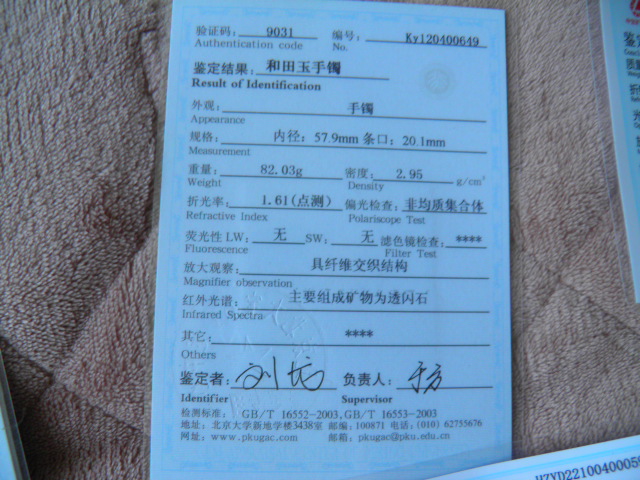 验证码: 9031 编号: Ky120400649
Authentication code No.
鉴定结果: 和田玉手镯
Result of Identification
外观: 手镯
Appearance
规格: 内径: 57.9mm 条口: 20.1mm
Measurement
重量: 82.03g 密度: 2.95 g/cm³
Weight Density
折光率: 1.61(点测) 偏光检查: 非均质集合体
Refractive Index Polariscope Test
荧光性 LW: 无 SW: 无 滤色镜检查: ****
Fluorescence Filter Test
放大观察: 具纤维交织结构
Magnifier observation
红外光谱: 主要组成矿物为透闪石
Infrared Spectra
其它: ****
Others
鉴定者: 负责人:
Identifier Supervisor
检测标准: GB/T 16552-2003,GB/T 16553-2003
地址: 北京大学新地学楼3438室 邮编: 100871 电话: (010) 62755676
网址: www.pkugac.com 邮箱: pkugac@pku.edu.cn